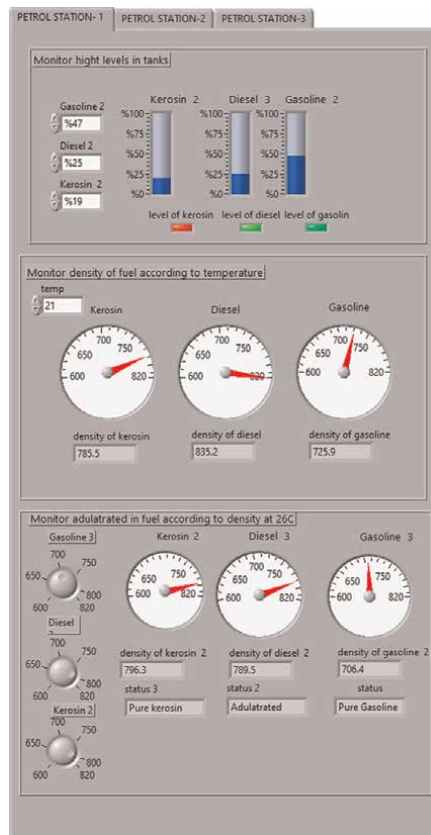 PETROL STATION- 1 PETROL STATION-2 PETROL STATION-3
Monitor hight levels in tanks
Gasoline 2
%47
Diesel 2
%25
Kerosin 2
%19
Kerosin 2 Diesel 3 Gasoline 2
%100 %100 %100
%75 %75 %75
%50 %50 %50
%25 %25 %25
%0 %0 %0
level of kerosin level of diesel level of gasolin
Monitor density of fuel according to temperature
temp
21
Kerosin Diesel Gasoline
600 650 700 750 820
600 650 700 750 820
600 650 700 750 820
density of kerosin density of diesel density of gasoline
785.5 835.2 725.9
Monitor adulatrated in fuel according to density at 26C
Gasoline 3
600 650 700 750 800 820
Diesel
600 650 700 750 800 820
Kerosin 2
600 650 700 750 800 820
Kerosin 2 Diesel 3 Gasoline 3
600 650 700 750 820
600 650 700 750 820
600 650 700 750 820
density of kerosin 2 density of diesel 2 density of gasoline 2
796.3 789.5 706.4
status 3 status 2 status
Pure kerosin Adulatrated Pure Gasoline